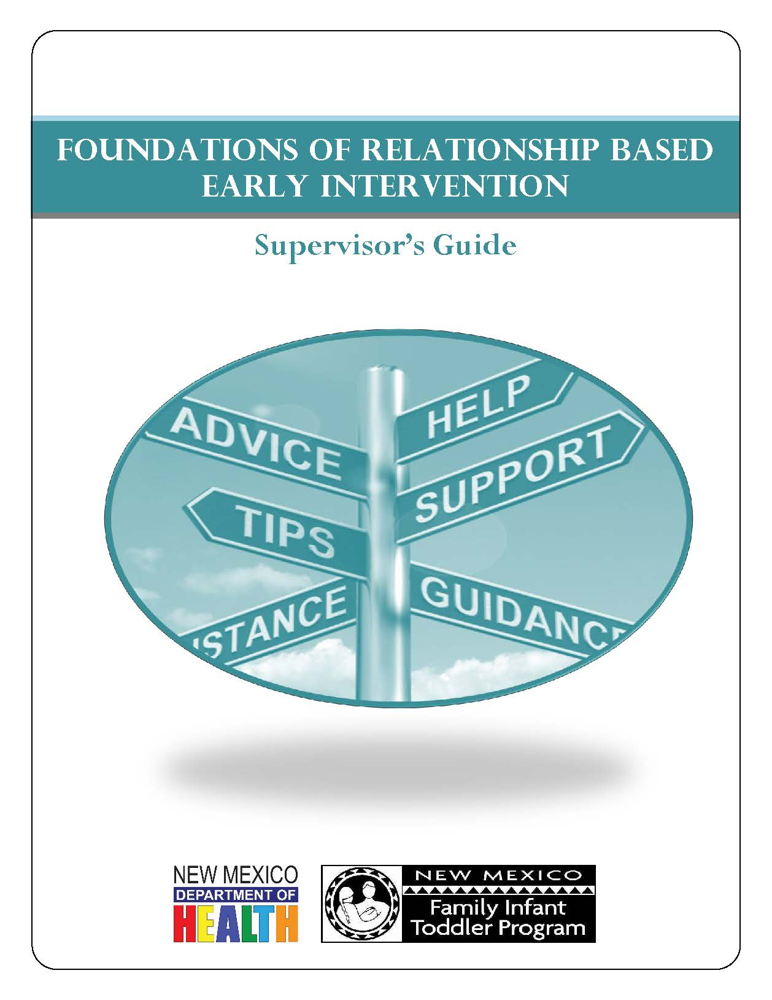 FOUNDATIONS OF RELATIONSHIP BASED
EARLY INTERVENTION
Supervisor's Guide
ADVICE
HELP
SUPPORT
TIPS
ISTANCE
GUIDANC
NEW MEXICO
DEPARTMENT OF
HEALTH
NEW MEXICO
Family Infant
Toddler Program